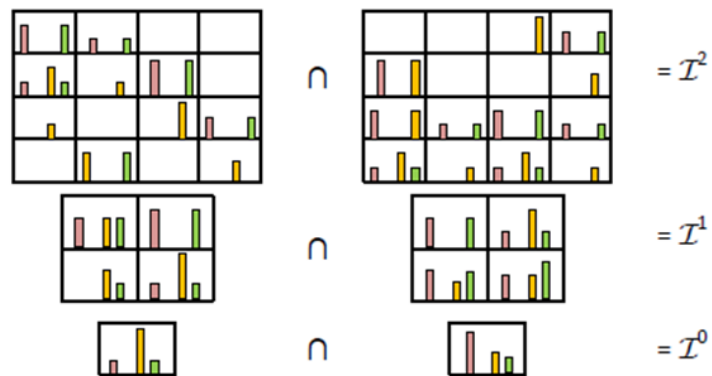 ∩ = 𝓘²
∩ = 𝓘¹
∩ = 𝓘⁰